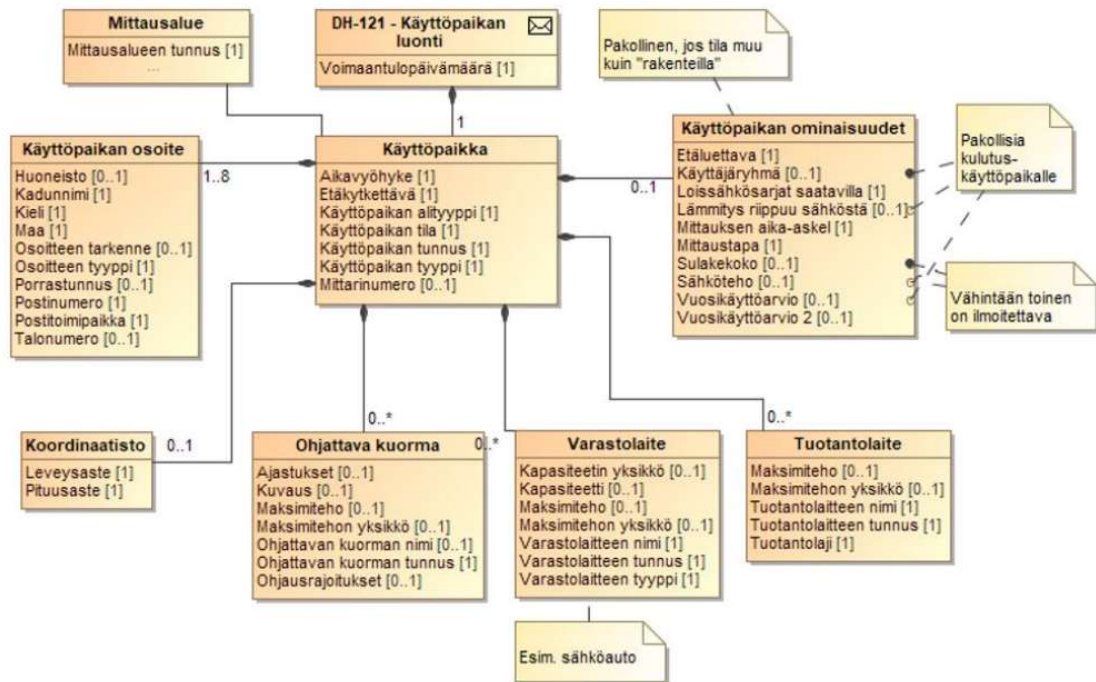 Mittausalue
Mittausalueen tunnus [1]
...
DH-121 - Käyttöpaikan
luonti
Voimaantulopäivämäärä [1]
Pakollinen, jos tila muu
kuin "rakenteilla"
1
Käyttöpaikan osoite
Huoneisto [0..1]
Kadunnimi [1]
Kieli [1]
Maa [1]
Osoitteen tarkenne [0..1]
Osoitteen tyyppi [1]
Porrastunnus [0..1]
Postinumero [1]
Postitoimipaikka [1]
Talonumero [0..1]
1..8
Käyttöpaikka
Aikavyöhyke [1]
Etäkytkettävä [1]
Käyttöpaikan alityyppi [1]
Käyttöpaikan tila [1]
Käyttöpaikan tunnus [1]
Käyttöpaikan tyyppi [1]
Mittarinumero [0..1]
0..1
Käyttöpaikan ominaisuudet
Etäluettava [1]
Käyttäjäryhmä [0..1]
Loissähkösarjat saatavilla [1]
Lämmitys riippuu sähköstä [0..1]
Mittauksen aika-askel [1]
Mittaustapa [1]
Sulakekoko [0..1]
Sähköteho [0..1]
Vuosikäyttöarvio [0..1]
Vuosikäyttöarvio 2 [0..1]
Pakollisia
kulutus-
käyttöpaikalle
Vähintään toinen
on ilmoitettava
Koordinaatisto
Leveysaste [1]
Pituusaste [1]
0..1
0..*
Ohjattava kuorma
Ajastukset [0..1]
Kuvaus [0..1]
Maksimiteho [0..1]
Maksimitehon yksikkö [0..1]
Ohjattavan kuorman nimi [0..1]
Ohjattavan kuorman tunnus [1]
Ohjausrajoitukset [0..1]
0..*
Varastolaite
Kapasiteetin yksikkö [0..1]
Kapasiteetti [0..1]
Maksimiteho [0..1]
Maksimitehon yksikkö [0..1]
Varastolaitteen nimi [1]
Varastolaitteen tunnus [1]
Varastolaitteen tyyppi [1]
0..*
Tuotantolaite
Maksimiteho [0..1]
Maksimitehon yksikkö [0..1]
Tuotantolaitteen nimi [1]
Tuotantolaitteen tunnus [1]
Tuotantolaji [1]
Esim. sähköauto